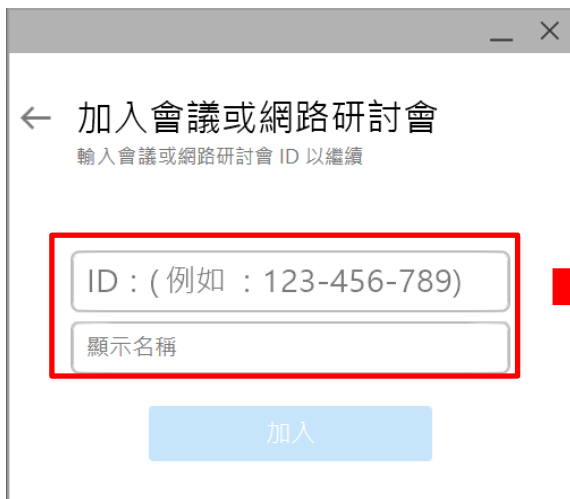 加入會議或網路研討會
輸入會議或網路研討會 ID 以繼續
ID：( 例如 ：123-456-789)
顯示名稱
加入